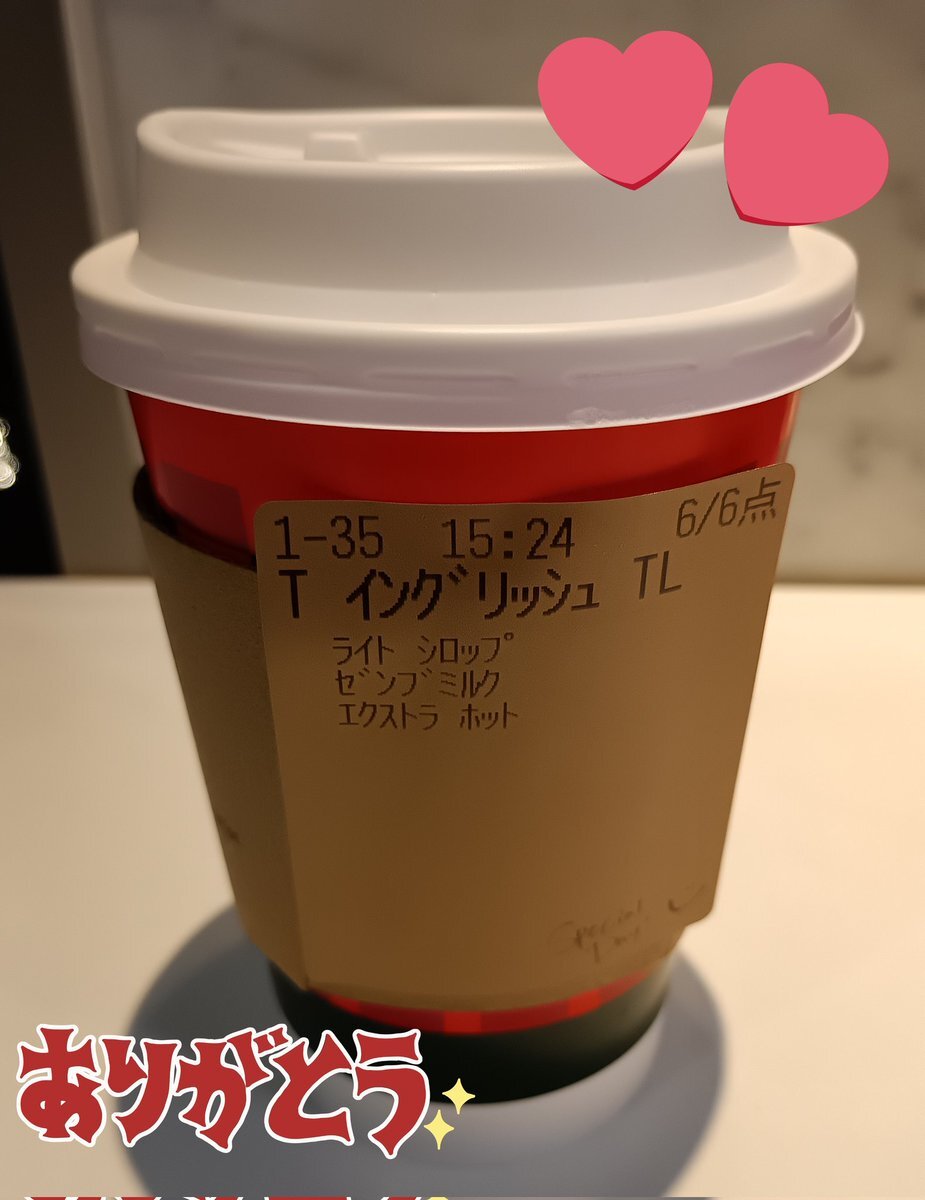 1-35 15:24 6/6点
T イングリッシュ TL
ライト シロップ
ゼンブミルク
エクストラ ホット
Special
ありがとう